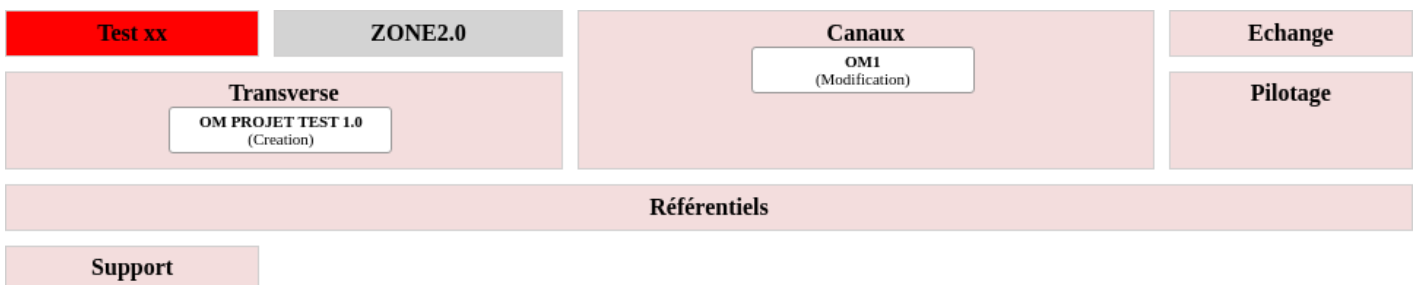 Test xx
ZONE2.0
Canaux
OM1
(Modification)
Echange
Transverse
OM PROJET TEST 1.0
(Creation)
Pilotage
Référentiels
Support